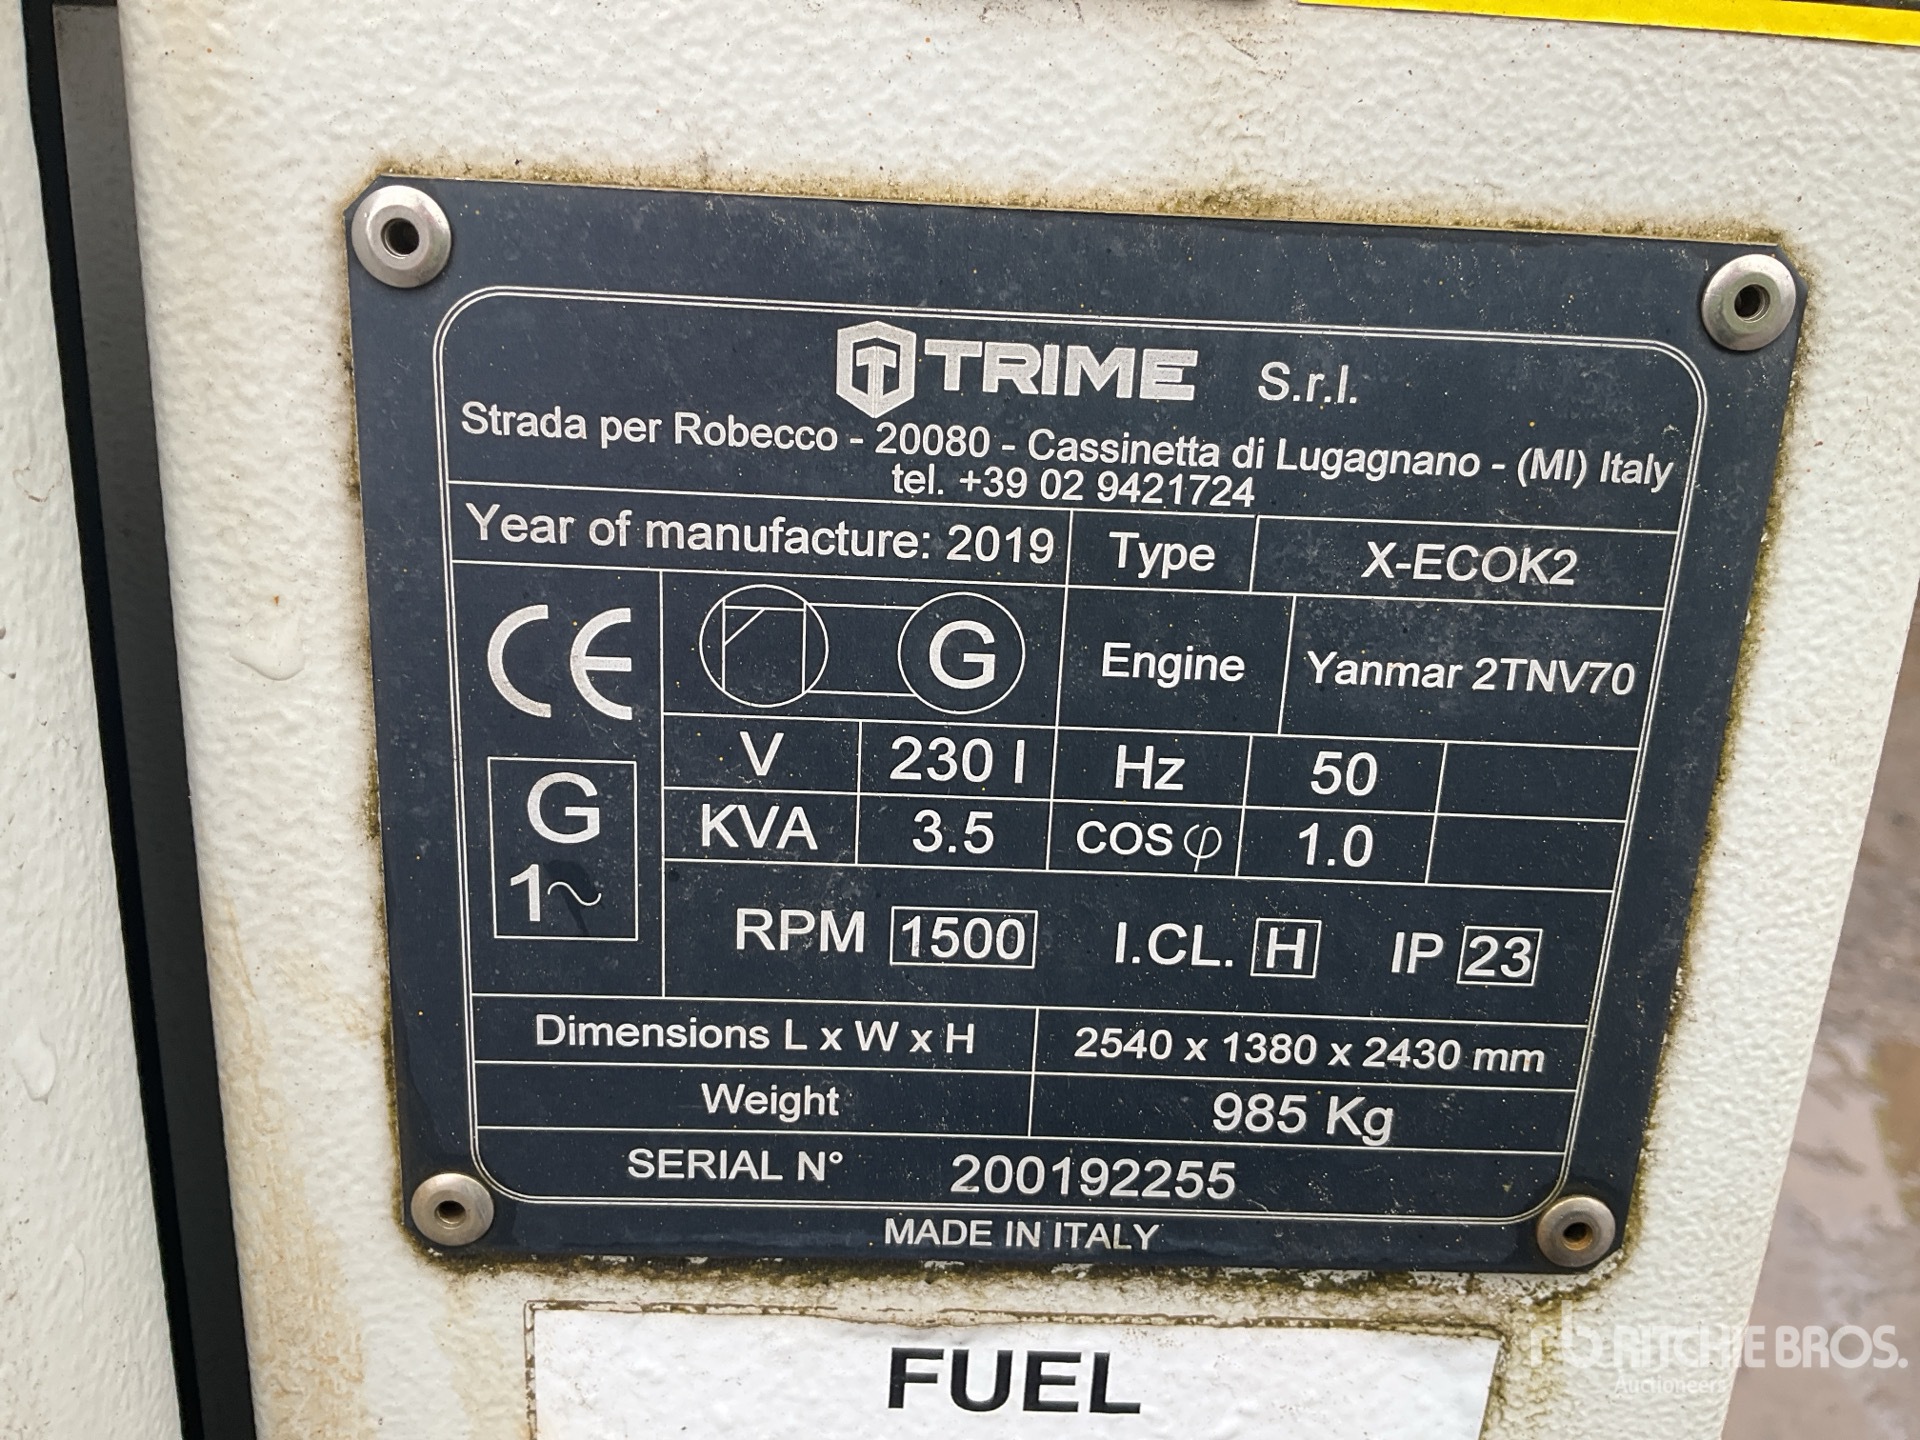 TRIME S.r.l.
Strada per Robecco - 20080 - Cassinetta di Lugagnano - (MI) Italy
tel. +39 02 9421724
Year of manufacture: 2019 Type X-ECOK2
CE G Engine Yanmar 2TNV70
V 230 I Hz 50
G KVA 3.5 COS φ 1.0
1~ RPM 1500 I.CL. H IP 23
Dimensions L x W x H 2540 x 1380 x 2430 mm
Weight 985 Kg
SERIAL N° 200192255
MADE IN ITALY
FUEL
rb RITCHIE BROS.
Auctioneers